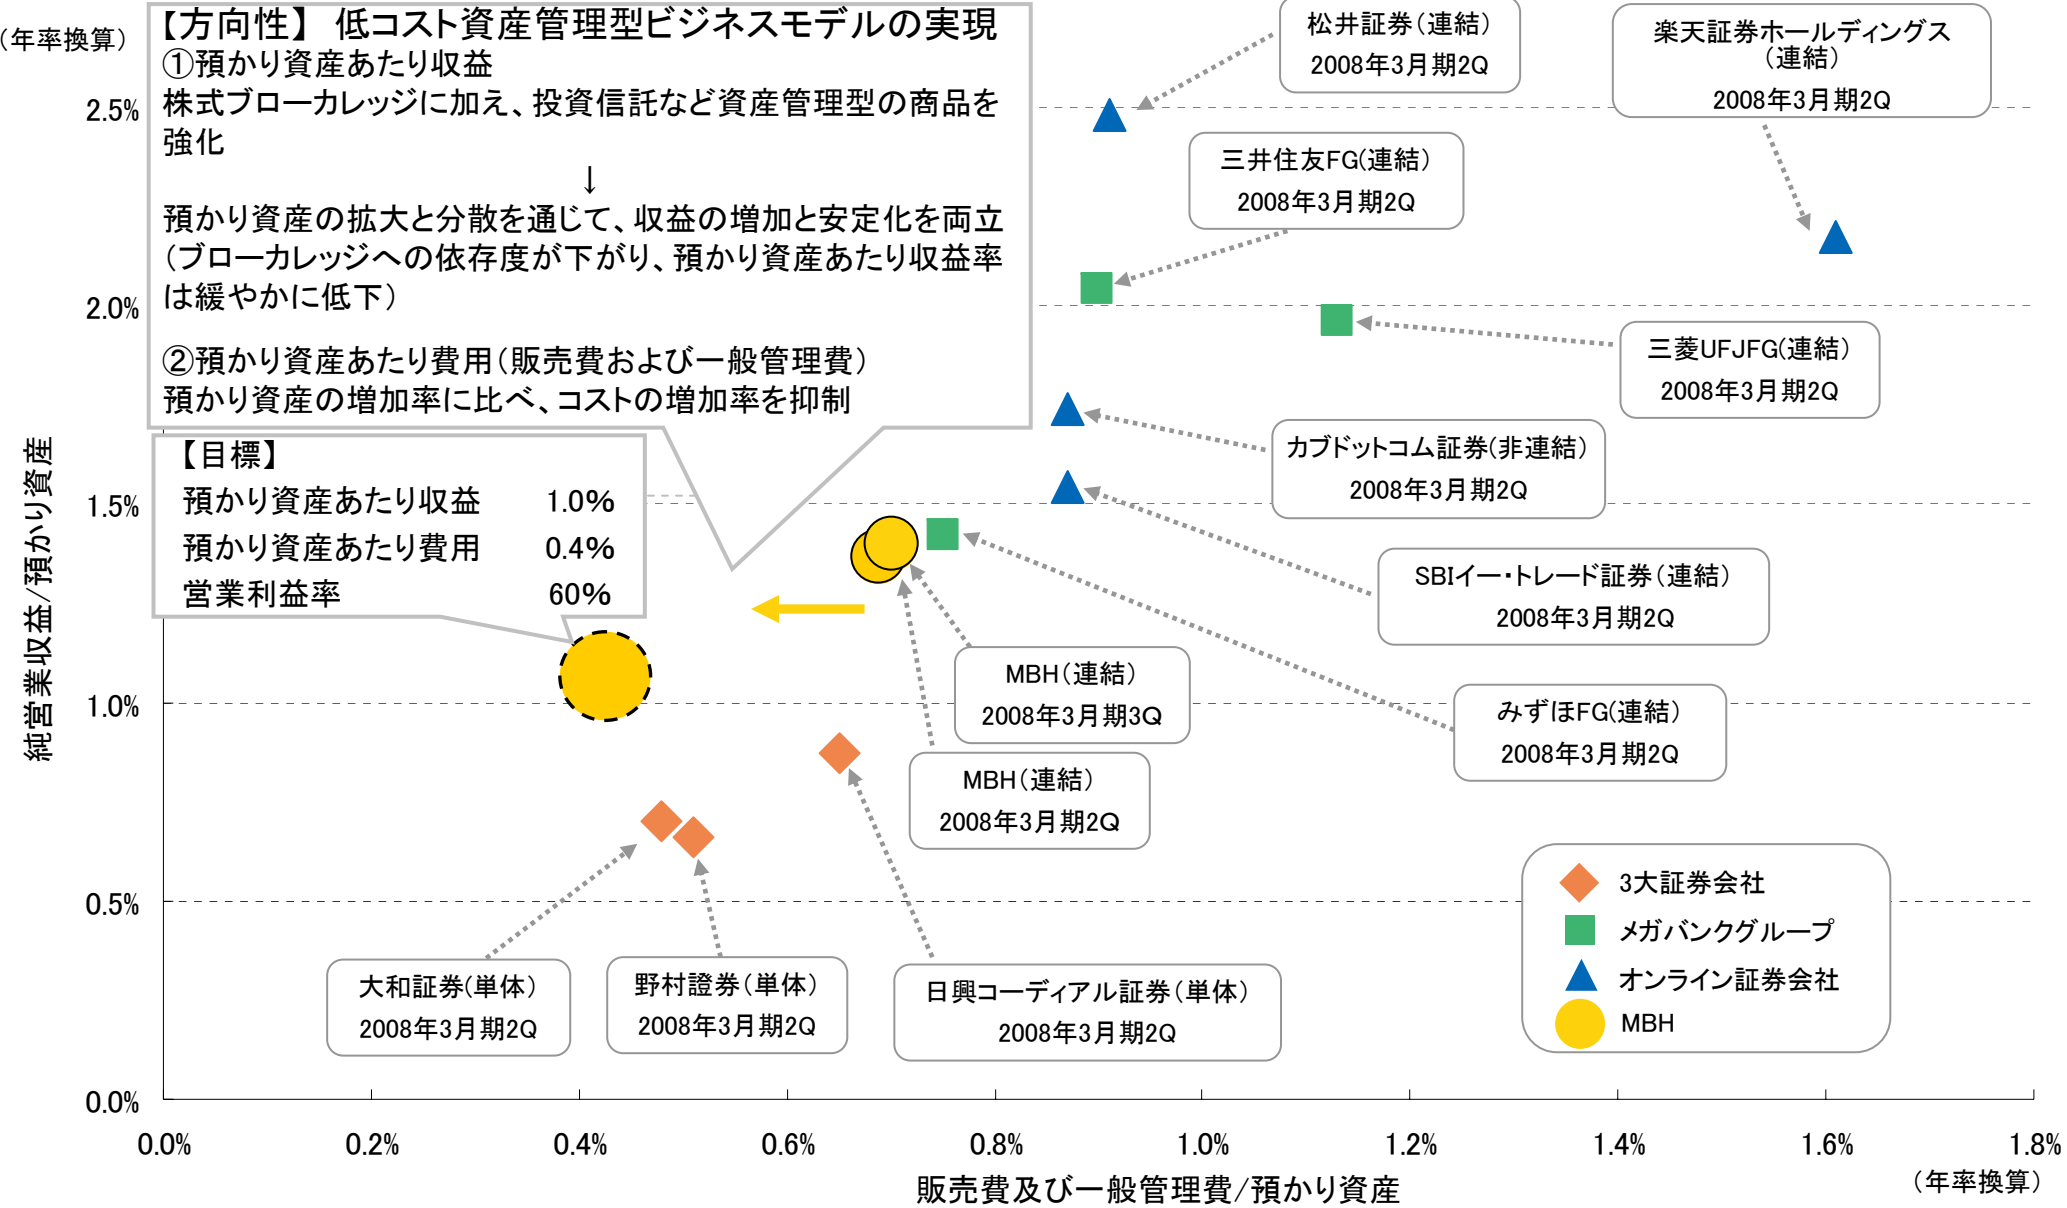 （年率換算）
【方向性】 低コスト資産管理型ビジネスモデルの実現
①預かり資産あたり収益
株式ブローカレッジに加え、投資信託など資産管理型の商品を
強化
↓
預かり資産の拡大と分散を通じて、収益の増加と安定化を両立
（ブローカレッジへの依存度が下がり、預かり資産あたり収益率
は緩やかに低下）
②預かり資産あたり費用（販売費および一般管理費）
預かり資産の増加率に比べ、コストの増加率を抑制
【目標】
預かり資産あたり収益 1.0%
預かり資産あたり費用 0.4%
営業利益率 60%
松井証券（連結）
2008年3月期2Q
楽天証券ホールディングス
（連結）
2008年3月期2Q
三井住友FG(連結）
2008年3月期2Q
三菱UFJFG(連結）
2008年3月期2Q
カブドットコム証券(非連結）
2008年3月期2Q
SBIイー・トレード証券（連結）
2008年3月期2Q
みずほFG(連結）
2008年3月期2Q
MBH（連結）
2008年3月期3Q
MBH（連結）
2008年3月期2Q
大和証券(単体）
2008年3月期2Q
野村證券（単体）
2008年3月期2Q
日興コーディアル証券（単体）
2008年3月期2Q
3大証券会社
メガバンクグループ
オンライン証券会社
MBH
純営業収益/預かり資産
2.5%
2.0%
1.5%
1.0%
0.5%
0.0%
0.0% 0.2% 0.4% 0.6% 0.8% 1.0% 1.2% 1.4% 1.6% 1.8%
販売費及び一般管理費/預かり資産
（年率換算）